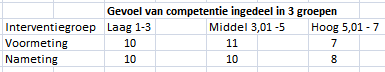 Gevoel van competentie ingedeel in 3 groepen
Interventiegroep Laag 1-3 Middel 3,01 -5 Hoog 5,01 - 7
Voormeting 10 11 7
Nameting 10 10 8